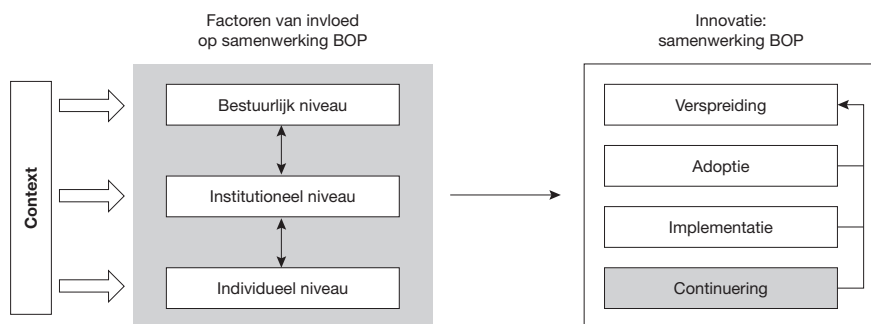 Factoren van invloed
op samenwerking BOP
Innovatie:
samenwerking BOP
Context
Bestuurlijk niveau
Institutioneel niveau
Individueel niveau
Verspreiding
Adoptie
Implementatie
Continuering